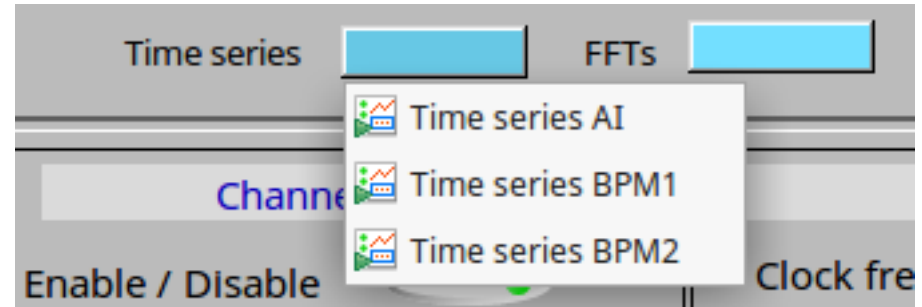 Time series FFTs
Time series AI
Time series BPM1
Time series BPM2
Enable / Disable